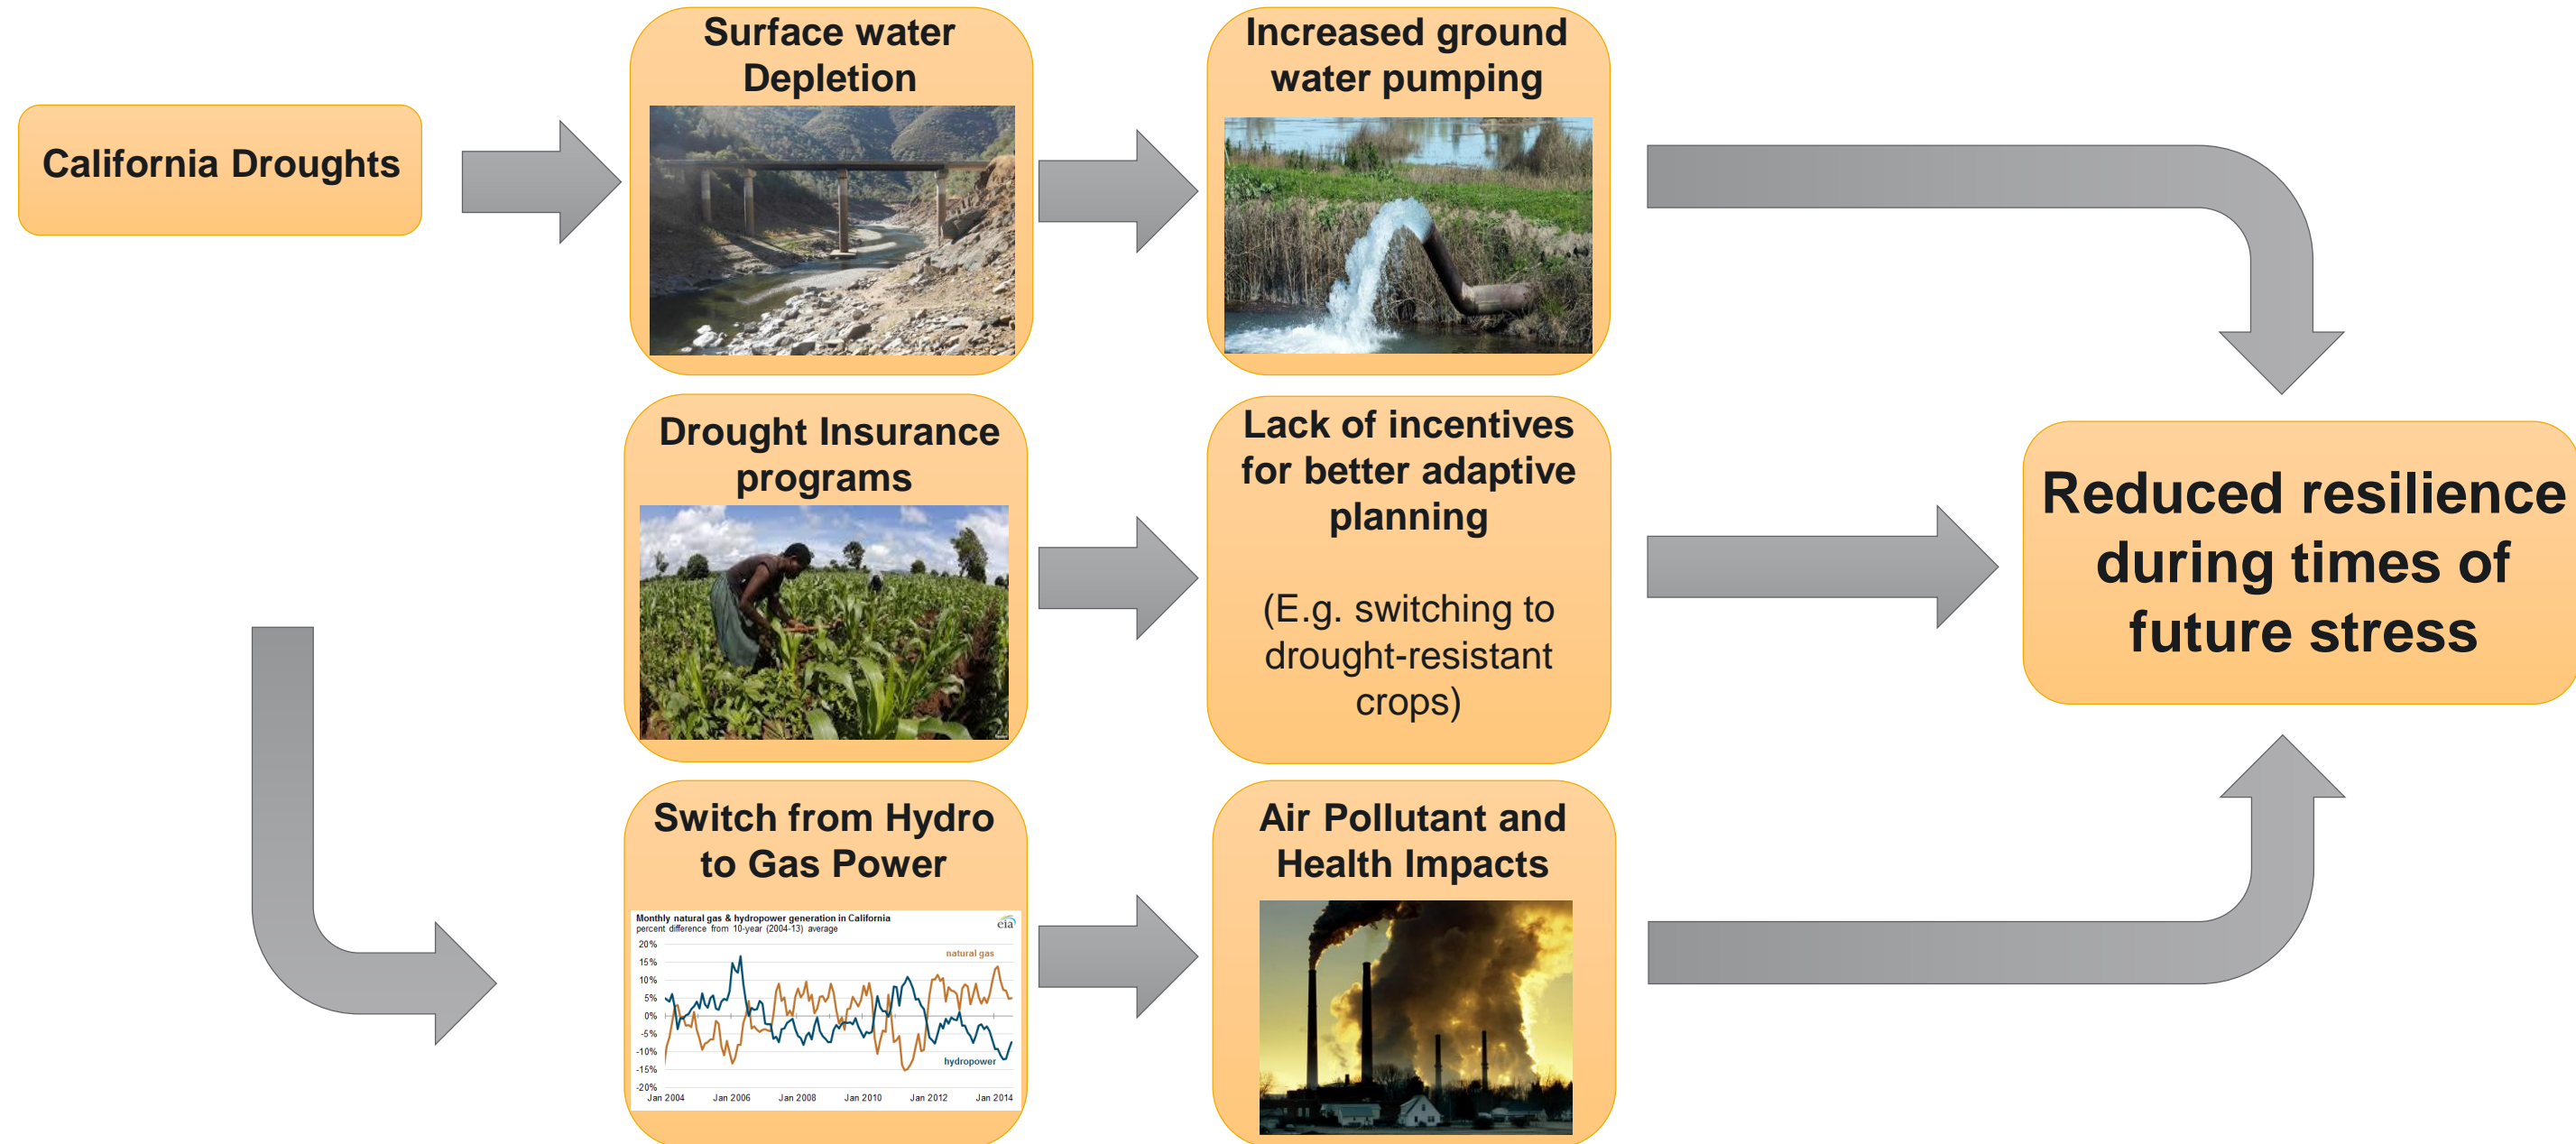 California Droughts
Surface water
Depletion
Increased ground
water pumping
Drought Insurance
programs
Lack of incentives
for better adaptive
planning
(E.g. switching to
drought-resistant
crops)
Reduced resilience
during times of
future stress
Switch from Hydro
to Gas Power
Monthly natural gas & hydropower generation in California
percent difference from 10-year (2004-13) average
eia
20%
15%
10%
5%
0%
-5%
-10%
-15%
-20%
natural gas
hydropower
Jan 2004 Jan 2006 Jan 2008 Jan 2010 Jan 2012 Jan 2014
Air Pollutant and
Health Impacts